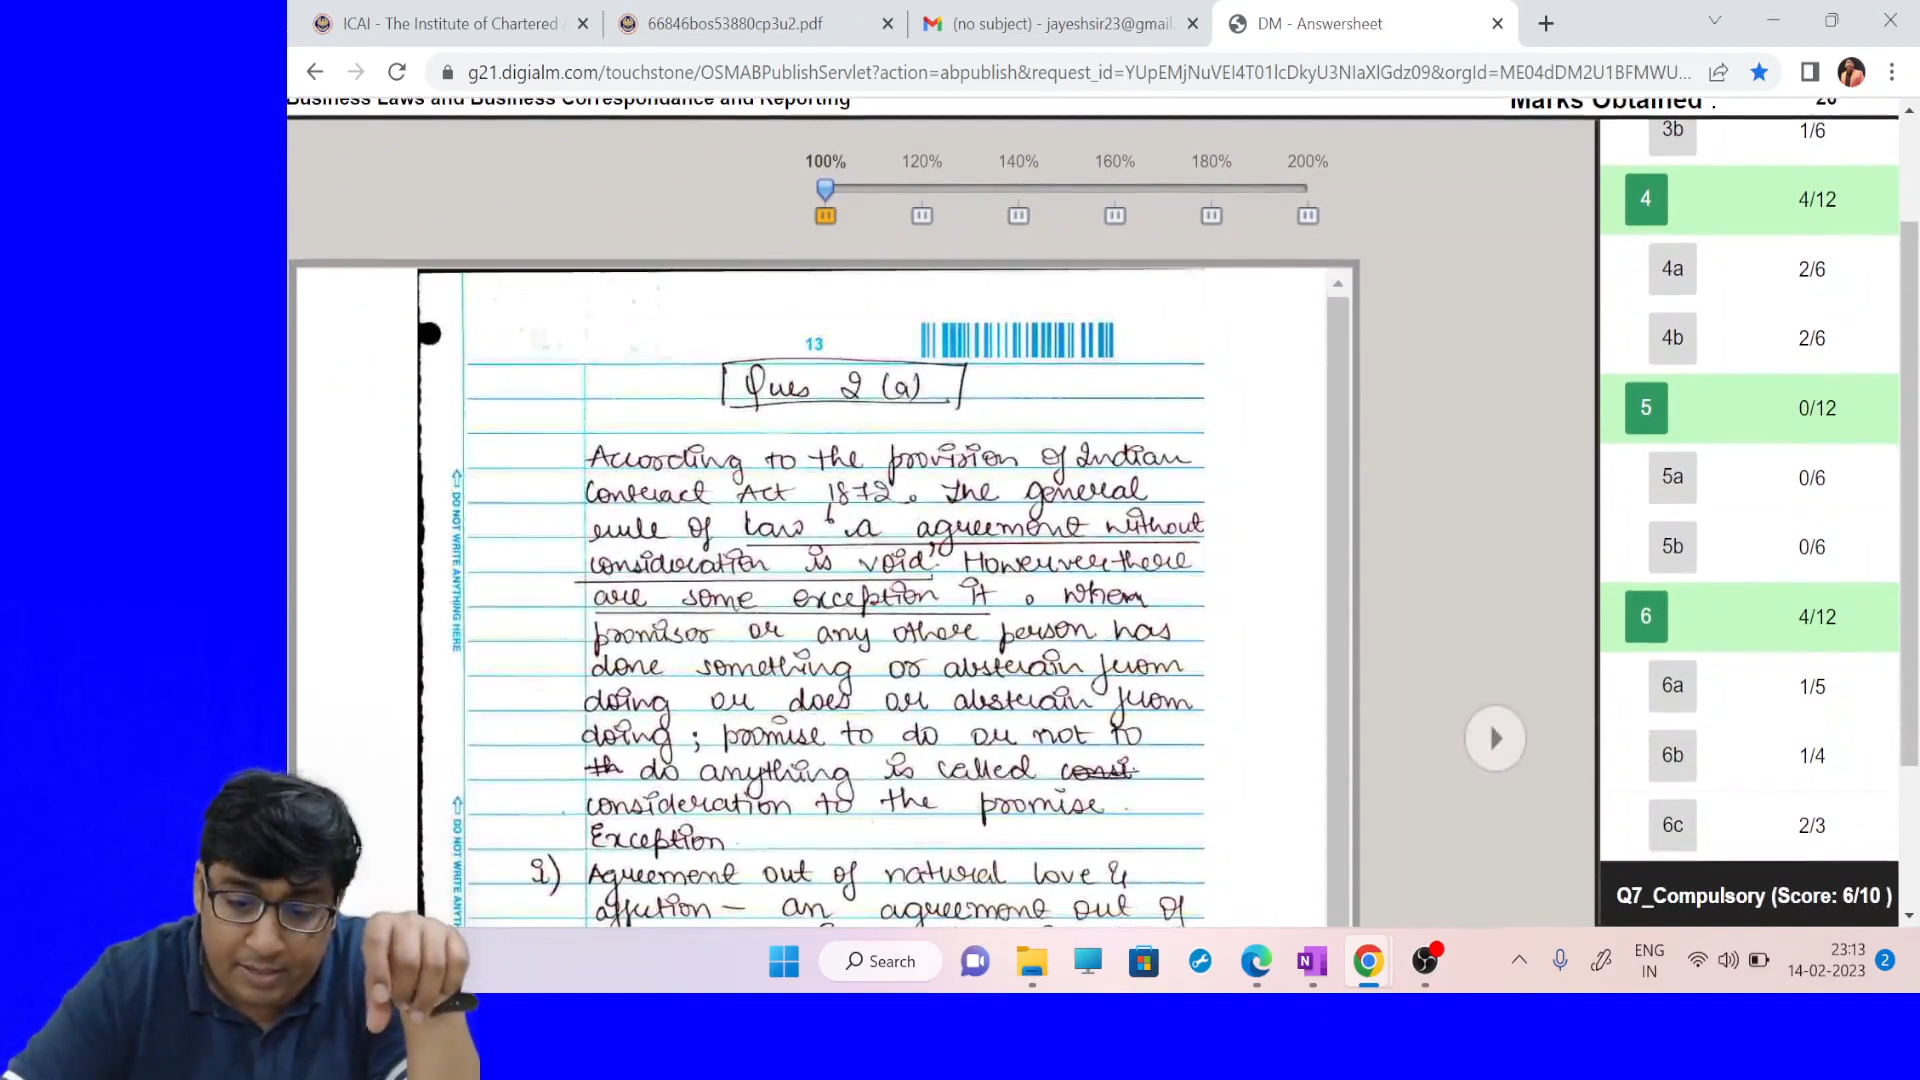 ICAI - The Institute of Chartered
66846bos53880cp3u2.pdf
(no subject) - jayeshsir23@gmail
DM - Answersheet
g21.digialm.com/touchstone/OSMABPublishServlet?action=abpublish&request_id=YUpEMjNuVEI4T01lcDkyU3NIaXlGdz09&orgId=ME04dDM2U1BFMWU...
Business Laws and Business Correspondance and Reporting
Marks Obtained : 26
100% 120% 140% 160% 180% 200%
3b 1/6
4 4/12
4a 2/6
4b 2/6
5 0/12
5a 0/6
5b 0/6
6 4/12
6a 1/5
6b 1/4
6c 2/3
Q7_Compulsory (Score: 6/10 )
13
Ques 2 (a)
According to the provision of Indian
Contract Act 1872. The general
rule of law ' a agreement without
consideration is void'. However there
are some exception it . when
promisor or any other person has
done something or abstrain from
doing or does or abstrain from
doing ; promise to do or not to
do anything is called
consideration to the promise.
Exception
i) Agreement out of natural love &
affection - an agreement out of
DO NOT WRITE ANYTHING HERE
DO NOT WRITE ANYT
Search
ENG
IN
23:13
14-02-2023
2